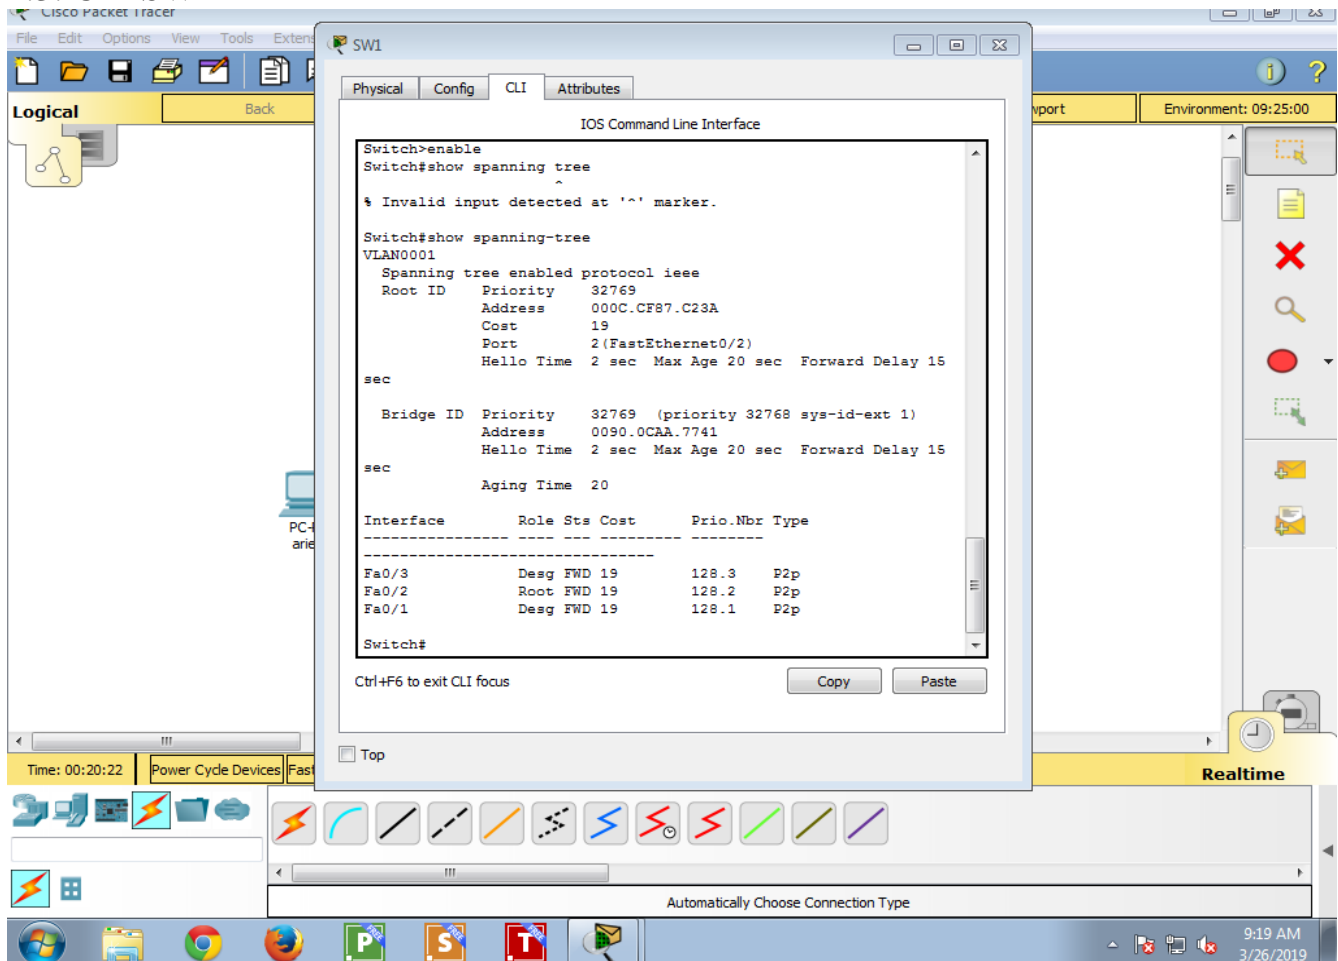 Cisco Packet Tracer
File Edit Options View Tools Extens
Logical
Back
wport
Environment: 09:25:00
SW1
Physical Config CLI Attributes
IOS Command Line Interface
Switch>enable
Switch#show spanning tree
^
% Invalid input detected at '^' marker.
Switch#show spanning-tree
VLAN0001
Spanning tree enabled protocol ieee
Root ID Priority 32769
Address 000C.CF87.C23A
Cost 19
Port 2(FastEthernet0/2)
Hello Time 2 sec Max Age 20 sec Forward Delay 15
sec
Bridge ID Priority 32769 (priority 32768 sys-id-ext 1)
Address 0090.0CAA.7741
Hello Time 2 sec Max Age 20 sec Forward Delay 15
sec
Aging Time 20
Interface Role Sts Cost Prio.Nbr Type
---------------- ---- --- --------- --------
--------------------------------
Fa0/3 Desg FWD 19 128.3 P2p
Fa0/2 Root FWD 19 128.2 P2p
Fa0/1 Desg FWD 19 128.1 P2p
Switch#
Ctrl+F6 to exit CLI focus
Copy
Paste
Top
PC-
arie
Time: 00:20:22
Power Cycle Devices
Fast
Realtime
Automatically Choose Connection Type
P
S
T
FREE
FREE
FREE
9:19 AM
3/26/2019